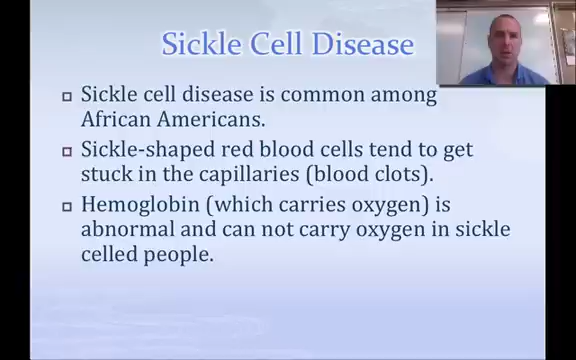 Sickle Cell Disease
Sickle cell disease is common among
African Americans.
Sickle-shaped red blood cells tend to get
stuck in the capillaries (blood clots).
Hemoglobin (which carries oxygen) is
abnormal and can not carry oxygen in sickle
celled people.